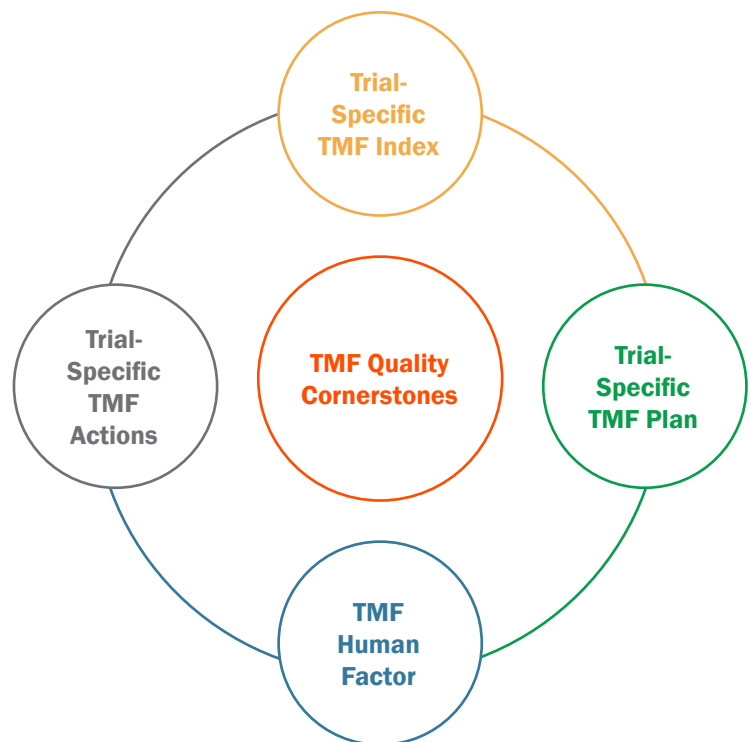 Trial-
Specific
TMF Index
Trial-
Specific
TMF
Actions
TMF Quality
Cornerstones
Trial-
Specific
TMF Plan
TMF
Human
Factor